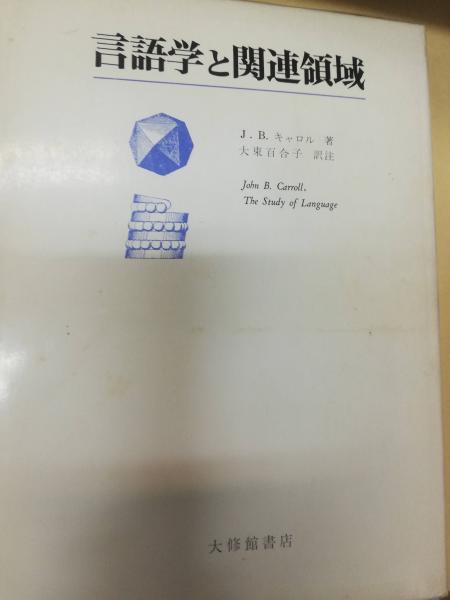 言語学と関連領域
J. B. キャロル 著
大束百合子 訳注
John B. Carroll,
The Study of Language
大修館書店